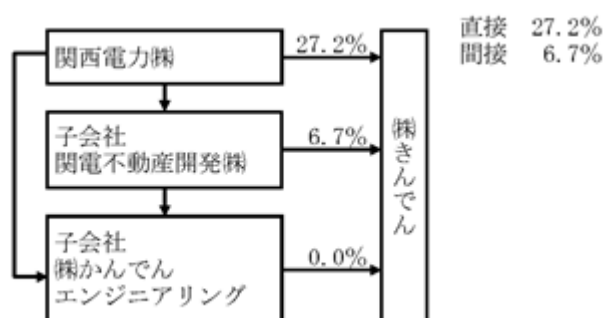 直接 27.2%
間接 6.7%
関西電力㈱
27.2%
子会社
関電不動産開発㈱
6.7%
子会社
㈱かんでん
エンジニアリング
0.0%
㈱きんでん